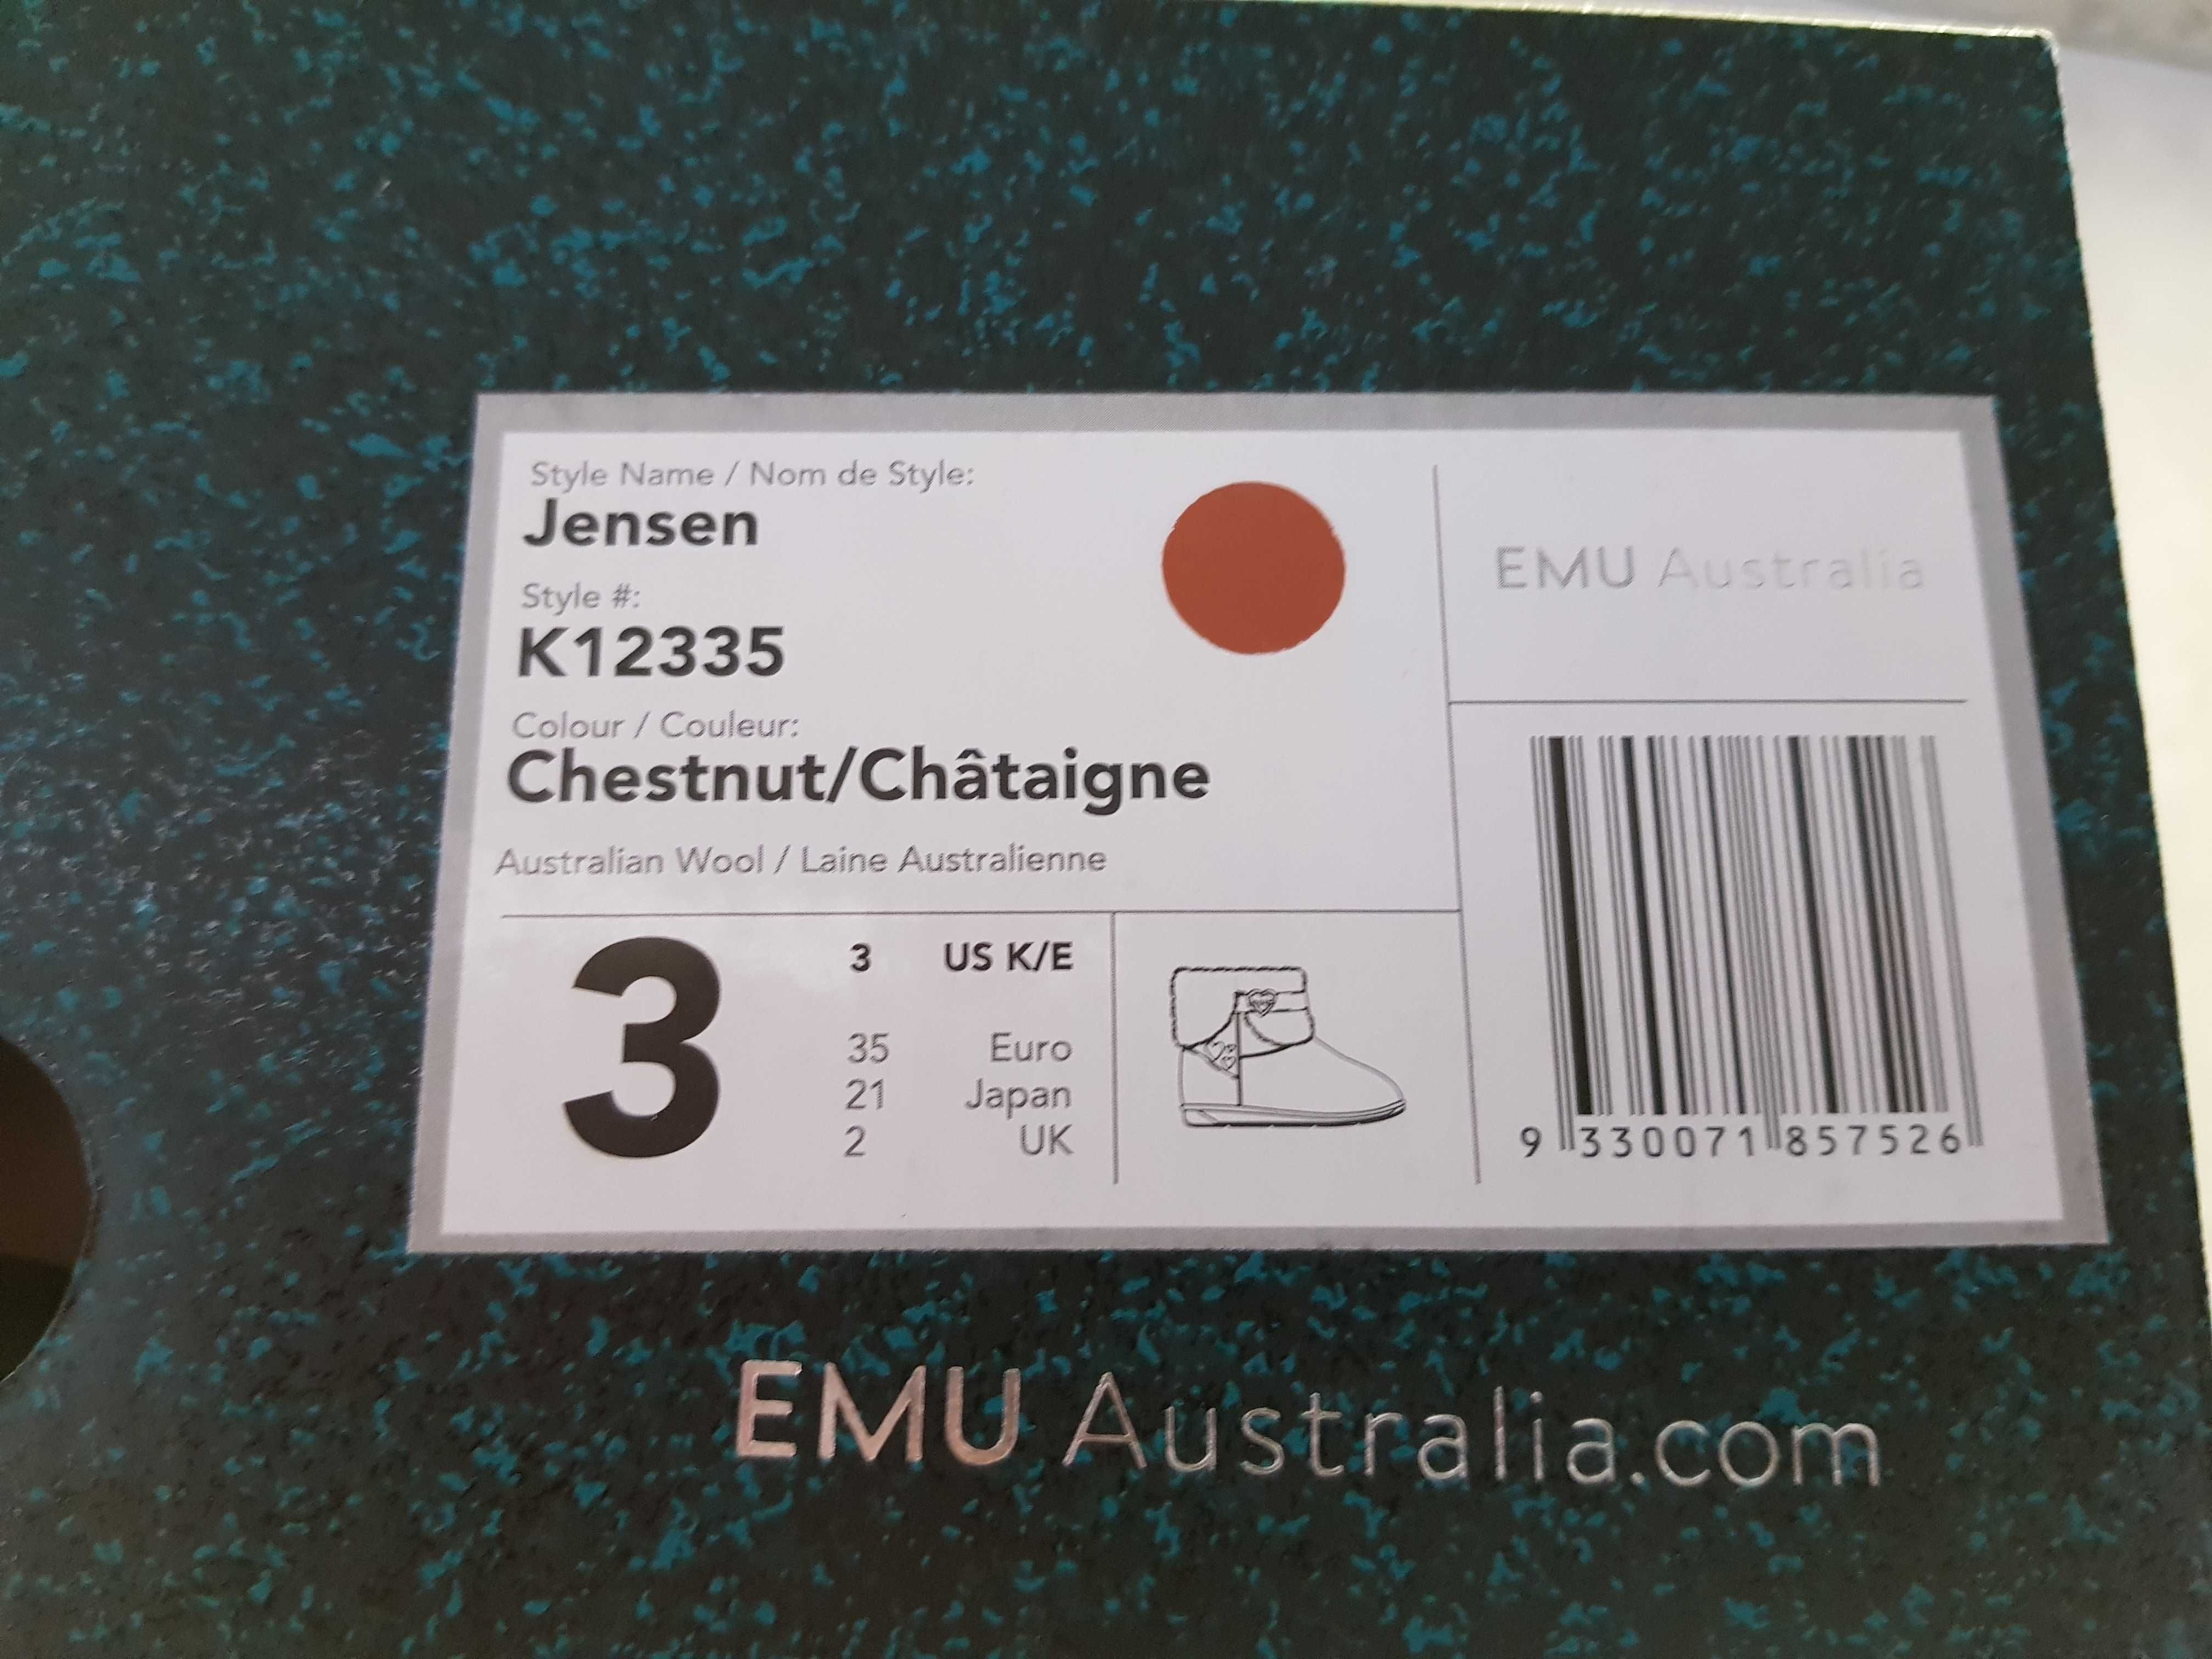 Style Name / Nom de Style:
Jensen
Style #:
K12335
Colour / Couleur:
Chestnut/Châtaigne
Australian Wool / Laine Australienne
3
3 US K/E
35 Euro
21 Japan
2 UK
EMU Australia
9 330071 857526
EMU Australia.com